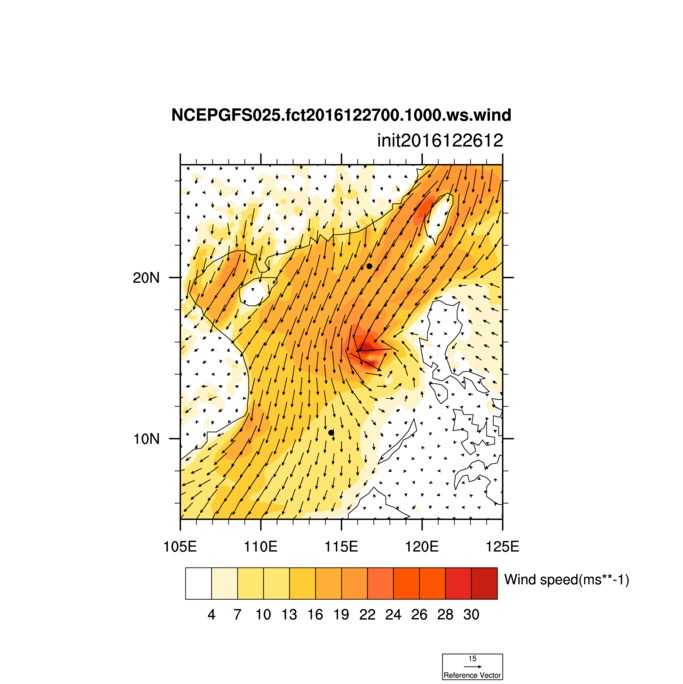 NCEPGFS025.fct2016122700.1000.ws.wind
init2016122612
20N
10N
105E 110E 115E 120E 125E
Wind speed(ms**-1)
4 7 10 13 16 19 22 24 26 28 30
15
Reference Vector